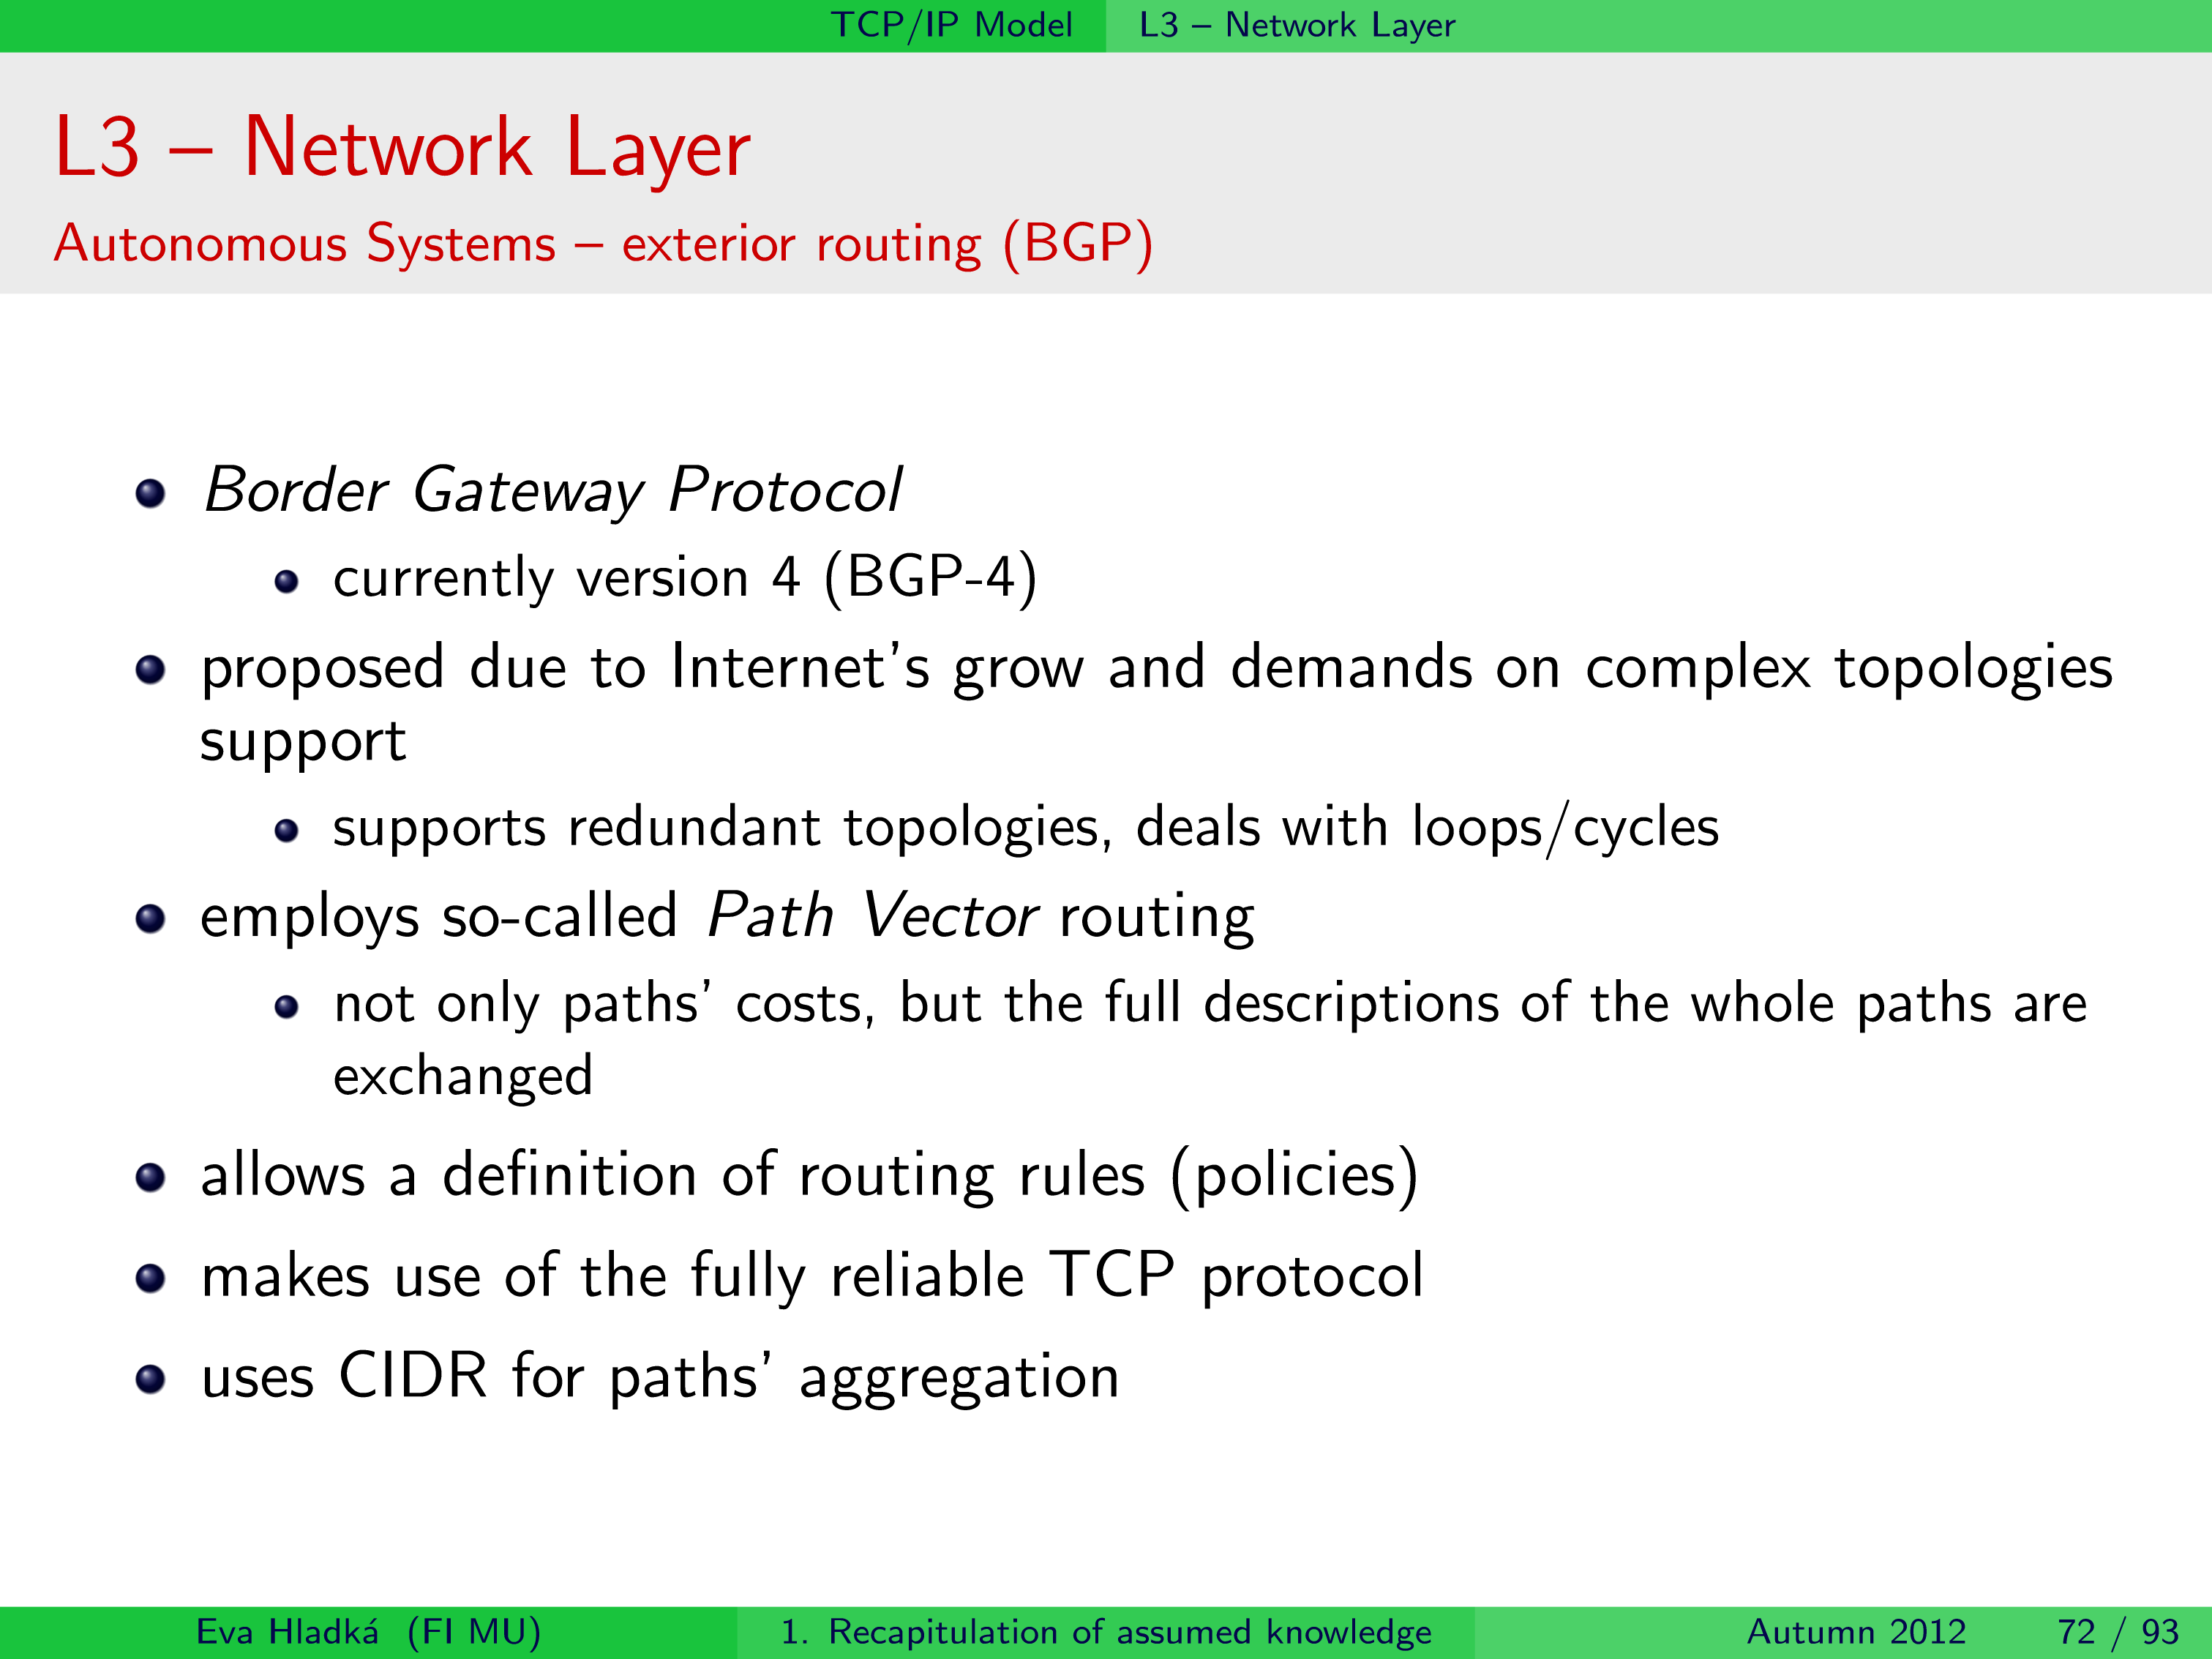 TCP/IP Model L3 – Network Layer
L3 – Network Layer
Autonomous Systems – exterior routing (BGP)
Border Gateway Protocol
currently version 4 (BGP-4)
proposed due to Internet's grow and demands on complex topologies
support
supports redundant topologies, deals with loops/cycles
employs so-called Path Vector routing
not only paths' costs, but the full descriptions of the whole paths are
exchanged
allows a definition of routing rules (policies)
makes use of the fully reliable TCP protocol
uses CIDR for paths' aggregation
Eva Hladká (FI MU) 1. Recapitulation of assumed knowledge Autumn 2012 72 / 93